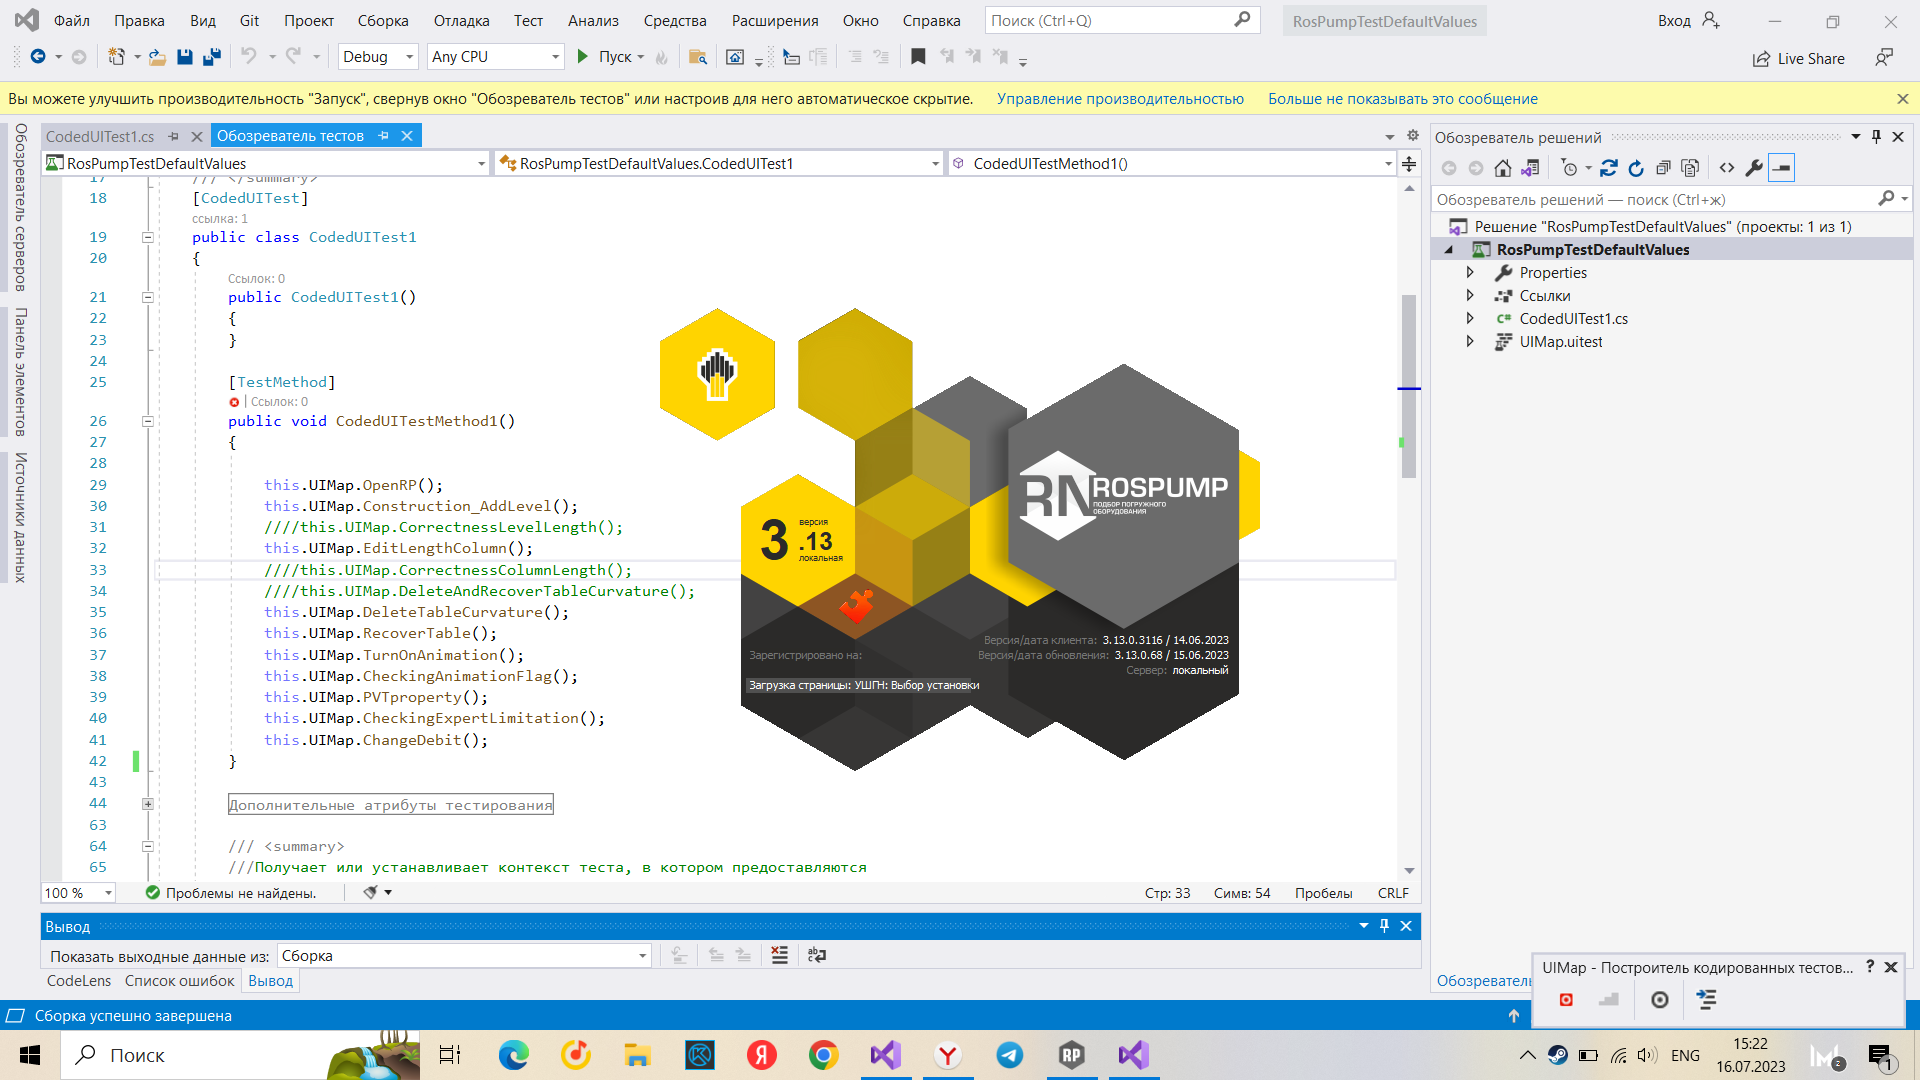 Файл Правка Вид Git Проект Сборка Отладка Тест Анализ Средства Расширения Окно Справка Поиск (Ctrl+Q) RosPumpTestDefaultValues Вход
Debug Any CPU Пуск Live Share
Вы можете улучшить производительность "Запуск", свернув окно "Обозреватель тестов" или настроив для него автоматическое скрытие. Управление производительностью Больше не показывать это сообщение
Обозреватель серверов
Панель элементов
Источники данных
CodedUITest1.cs Обозреватель тестов
RosPumpTestDefaultValues RosPumpTestDefaultValues.CodedUITest1 CodedUITestMethod1()
17 /// </summary>
18 [CodedUITest]
ссылка: 1
19 public class CodedUITest1
20 {
Ссылок: 0
21 public CodedUITest1()
22 {
23 }
24
25 [TestMethod]
| Ссылок: 0
26 public void CodedUITestMethod1()
27 {
28
29 this.UIMap.OpenRP();
30 this.UIMap.Construction_AddLevel();
31 ////this.UIMap.CorrectnessLevelLength();
32 this.UIMap.EditLengthColumn();
33 ////this.UIMap.CorrectnessColumnLength();
34 ////this.UIMap.DeleteAndRecoverTableCurvature();
35 this.UIMap.DeleteTableCurvature();
36 this.UIMap.RecoverTable();
37 this.UIMap.TurnOnAnimation();
38 this.UIMap.CheckingAnimationFlag();
39 this.UIMap.PVTproperty();
40 this.UIMap.CheckingExpertLimitation();
41 this.UIMap.ChangeDebit();
42 }
43
44 Дополнительные атрибуты тестирования
63
64 /// <summary>
65 ///Получает или устанавливает контекст теста, в котором предоставляются
RN ROSPUMP
ПОДБОР ПОГРУЖНОГО
ОБОРУДОВАНИЯ
3 версия
.13
локальная
Версия/дата клиента: 3.13.0.3116 / 14.06.2023
Зарегистрировано на: Версия/дата обновления: 3.13.0.68 / 15.06.2023
Сервер: локальный
Загрузка страницы: УШГН: Выбор установки
100 % Проблемы не найдены. Стр: 33 Симв: 54 Пробелы CRLF
Вывод
Показать выходные данные из: Сборка
CodeLens Список ошибок Вывод
Обозреватель решений
Обозреватель решений — поиск (Ctrl+ж)
Решение "RosPumpTestDefaultValues" (проекты: 1 из 1)
RosPumpTestDefaultValues
Properties
Ссылки
C# CodedUITest1.cs
UIMap.uitest
Обозреватель
UIMap - Построитель кодированных тестов... ?
Сборка успешно завершена
Поиск
Я
Y
RP
ENG
15:22
16.07.2023
2
1